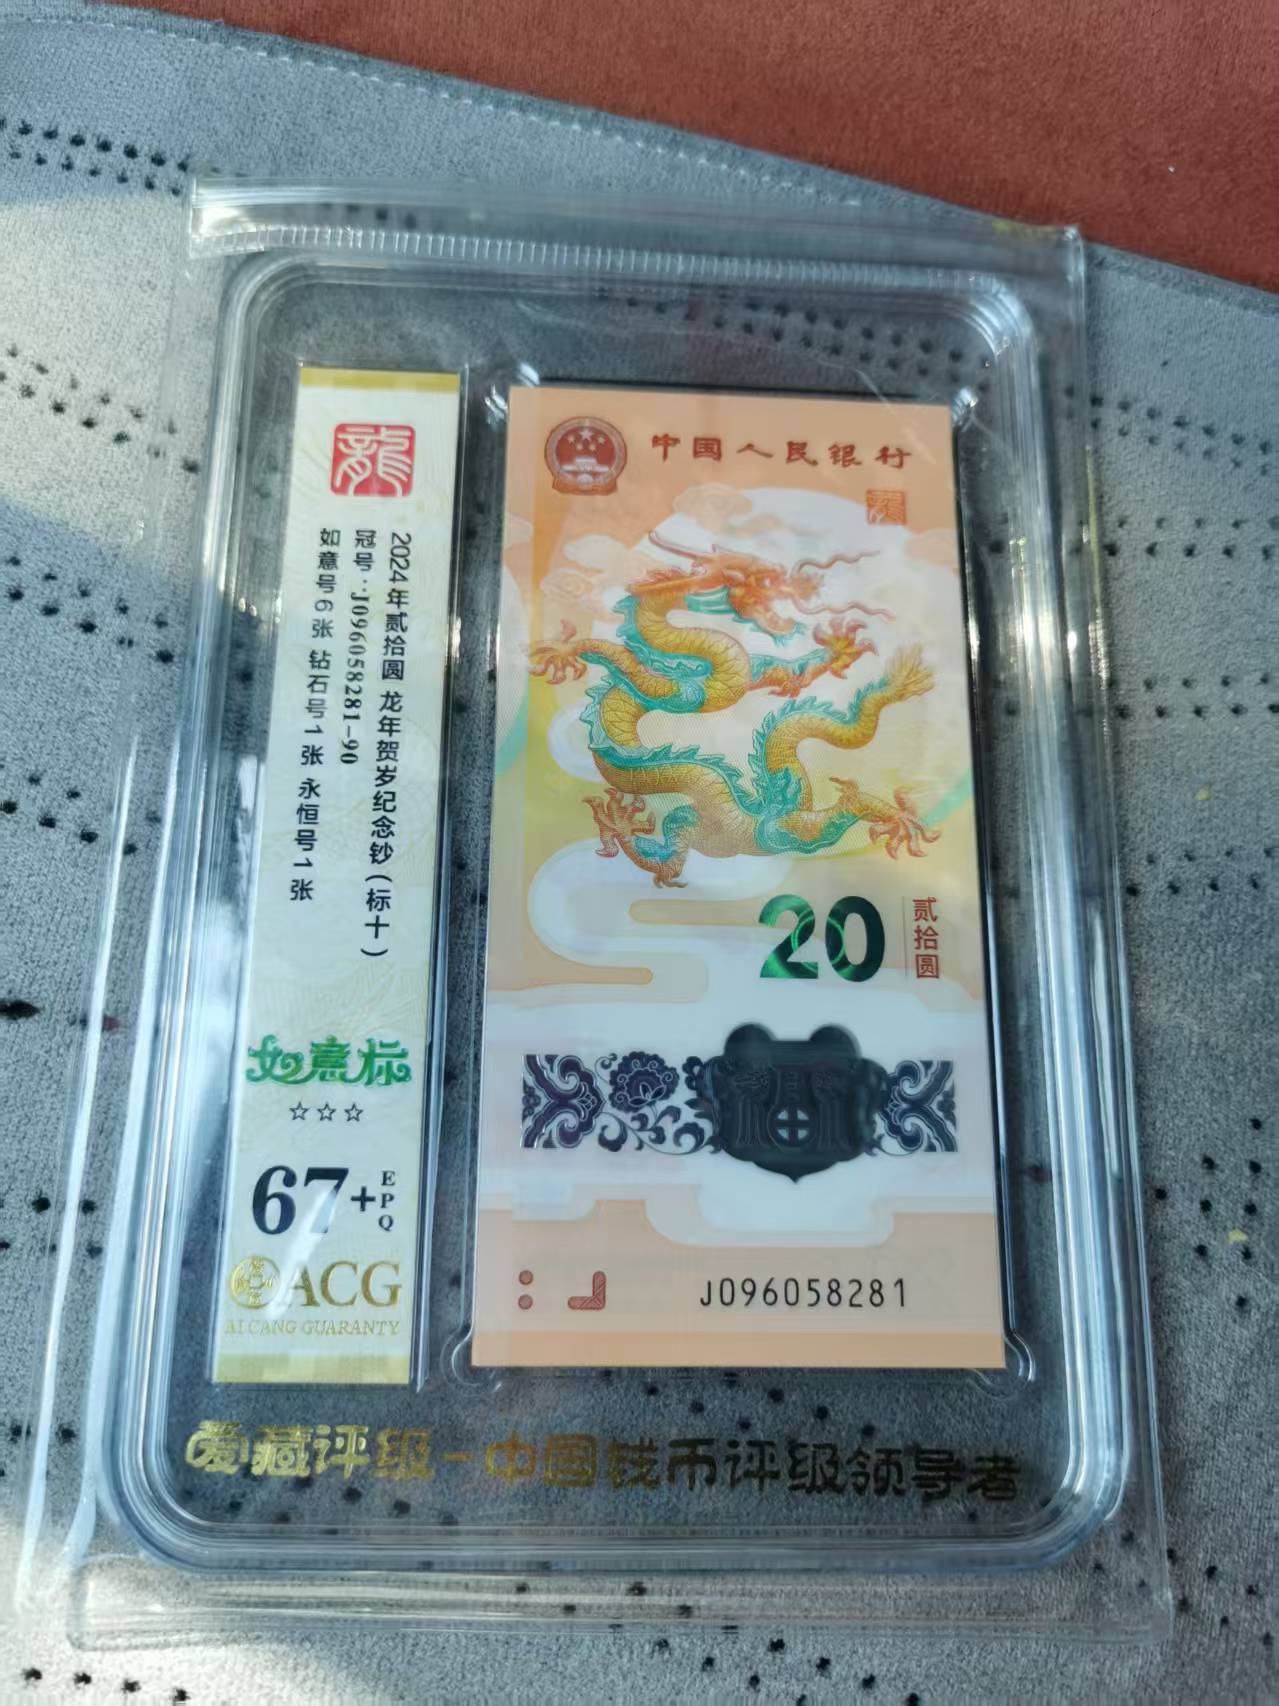 龍
2024年贰拾圆 龙年贺岁纪念钞(标十)
冠号·J096058281-90
如意号6张 钻石号1张 永恒号1张
如意标
☆☆☆
67+EPQ
ACG
AI CANG GUARANTY
中国人民银行
龍
20
贰拾圆
J096058281
爱藏评级-中国钱币评级领导者